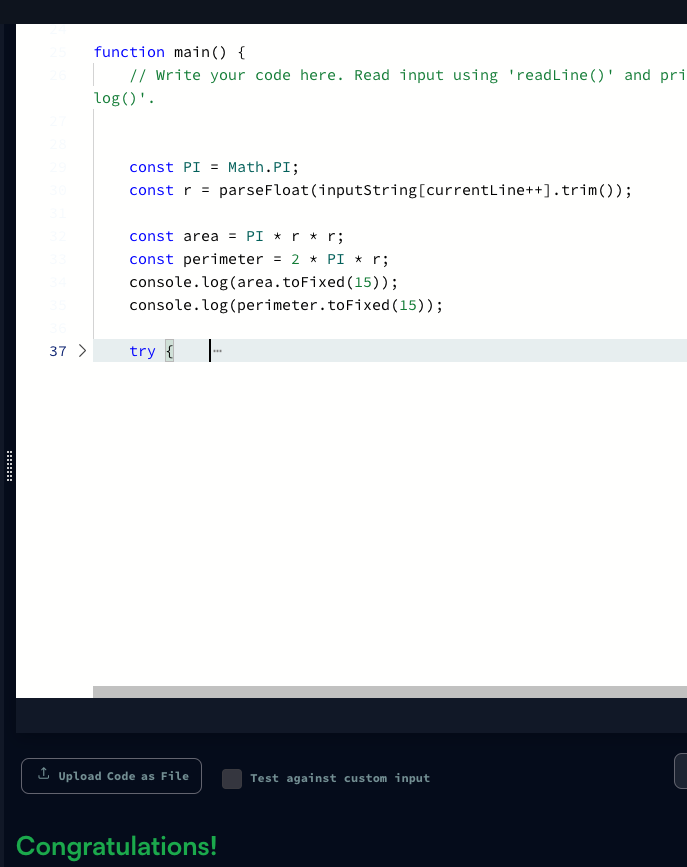 25 function main() {
26 // Write your code here. Read input using 'readLine()' and pri
log()'.
27
28
29 const PI = Math.PI;
30 const r = parseFloat(inputString[currentLine++].trim());
31
32 const area = PI * r * r;
33 const perimeter = 2 * PI * r;
34 console.log(area.toFixed(15));
35 console.log(perimeter.toFixed(15));
36
37 try { …
Upload Code as File
Test against custom input
Congratulations!